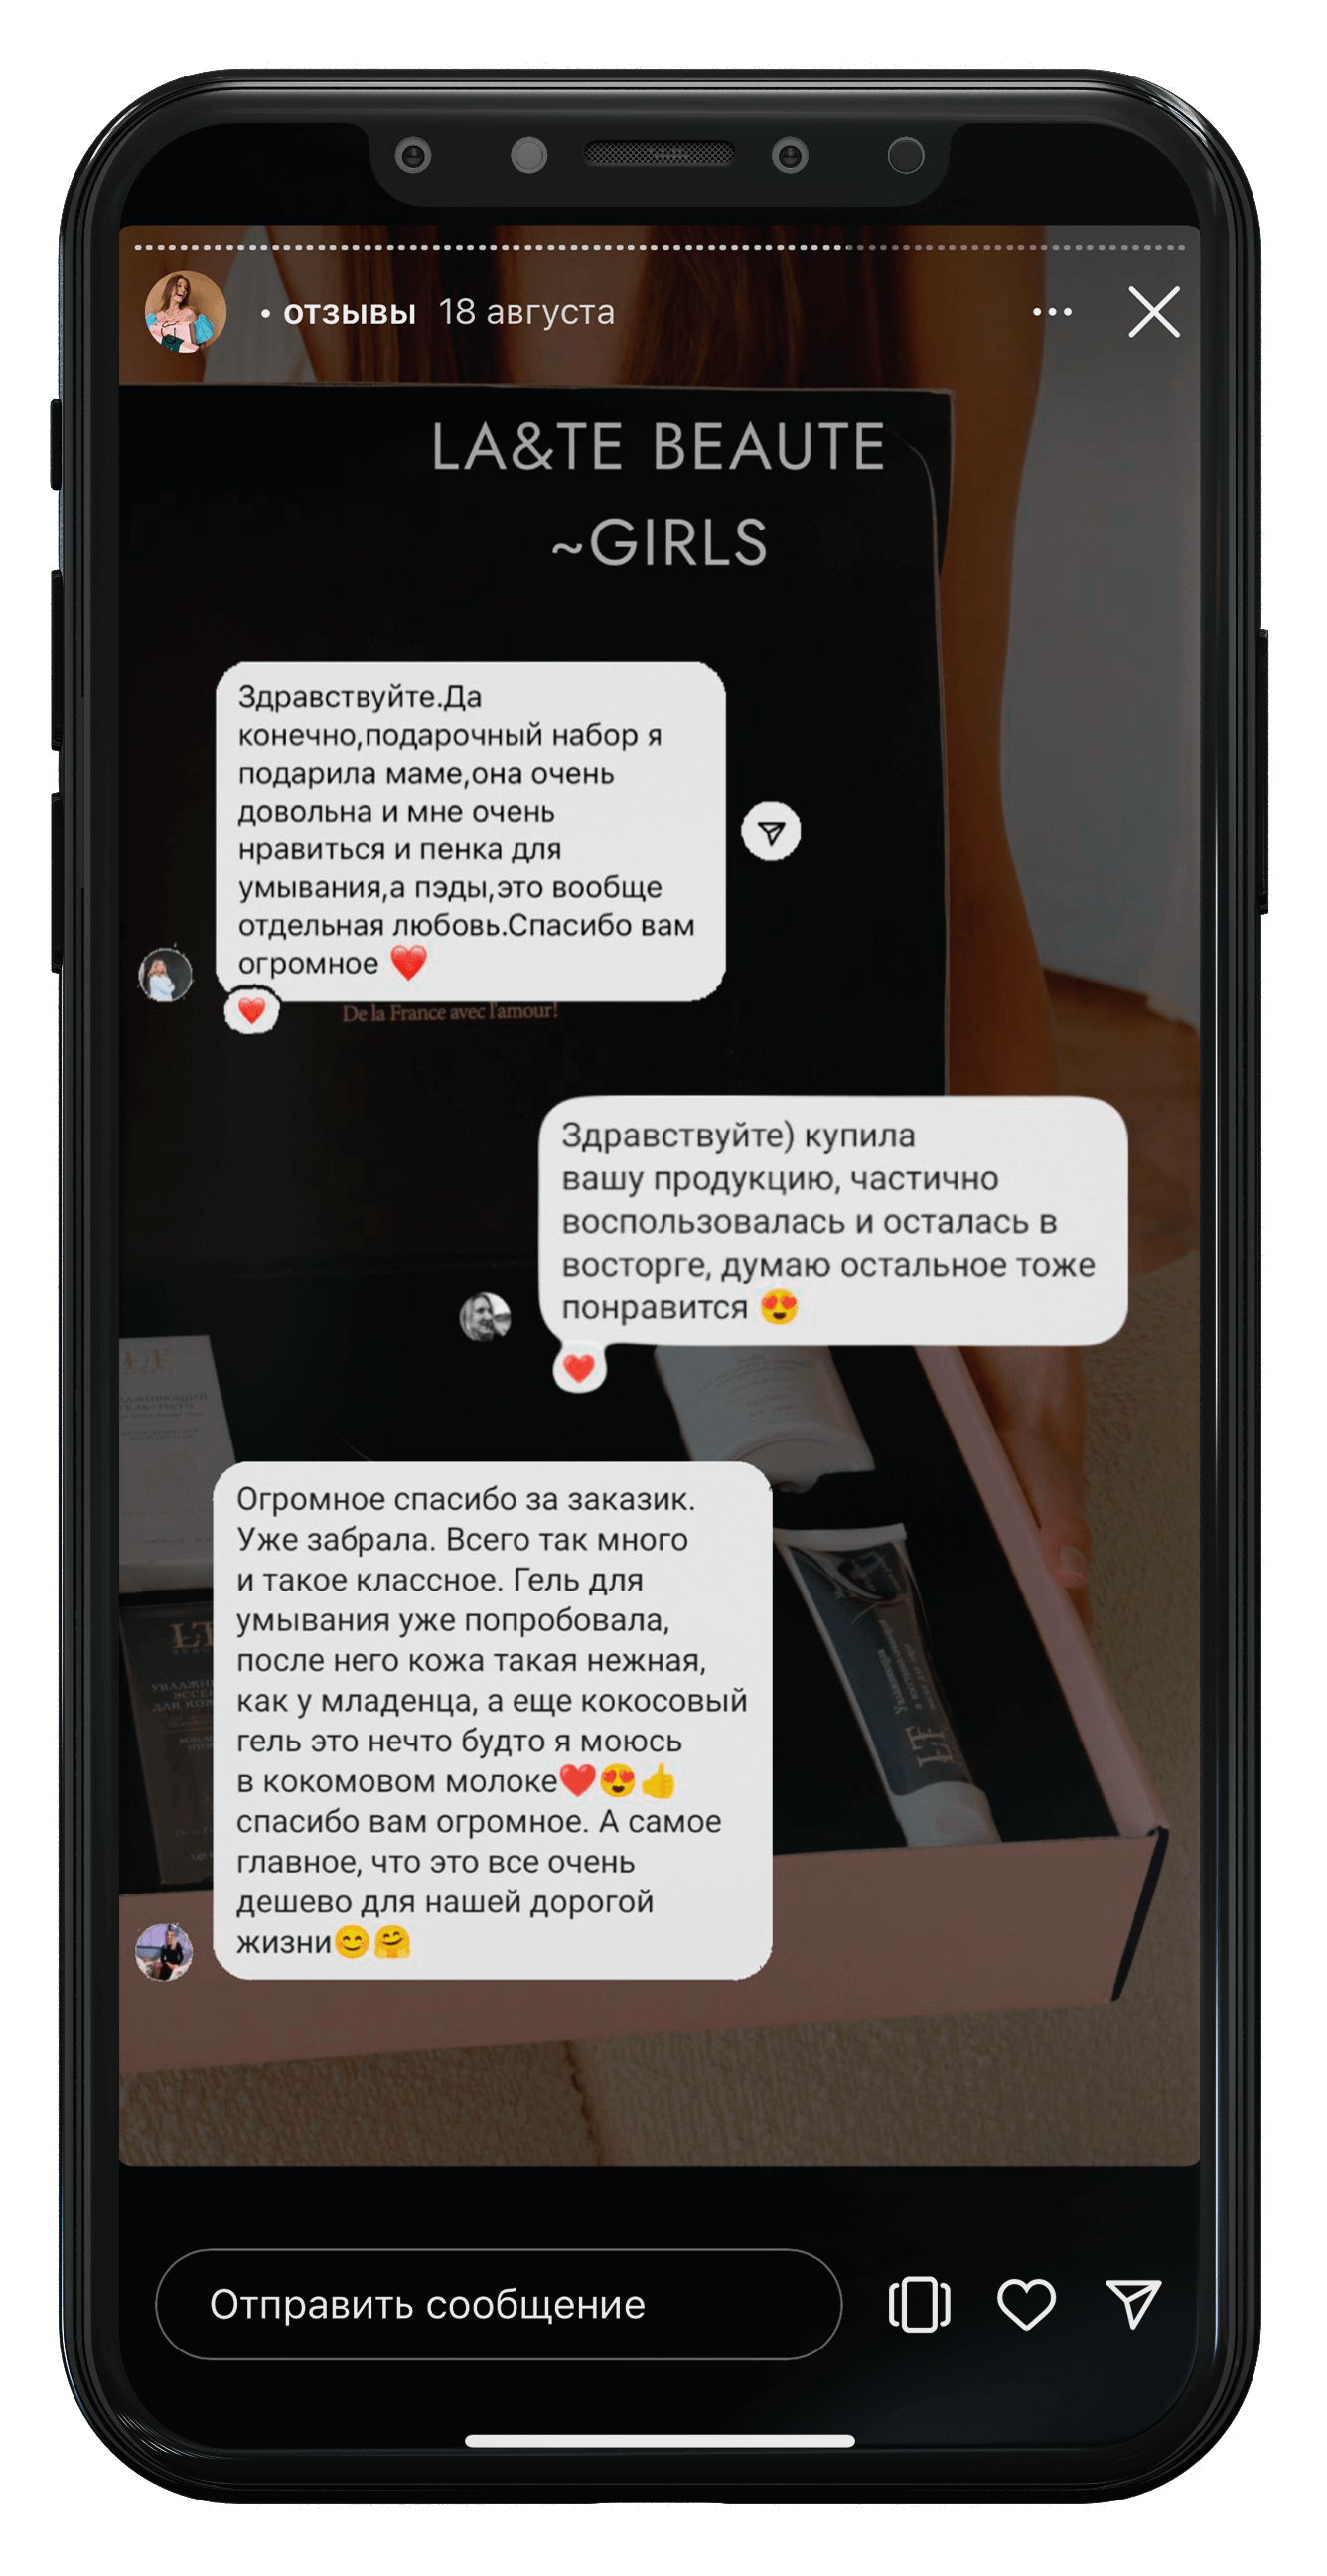 • отзывы 18 августа
LA&TE BEAUTE
~GIRLS
Здравствуйте.Да
конечно,подарочный набор я
подарила маме,она очень
довольна и мне очень
нравиться и пенка для
умывания,а пэды,это вообще
отдельная любовь.Спасибо вам
огромное ❤️
❤️
De la France avec l'amour!
Здравствуйте) купила
вашу продукцию, частично
воспользовалась и осталась в
восторге, думаю остальное тоже
понравится 😍
❤️
Огромное спасибо за заказик.
Уже забрала. Всего так много
и такое классное. Гель для
умывания уже попробовала,
после него кожа такая нежная,
как у младенца, а еще кокосовый
гель это нечто будто я моюсь
в кокомовом молоке❤️😍👍
спасибо вам огромное. А самое
главное, что это все очень
дешево для нашей дорогой
жизни😊🤗
LT
Отправить сообщение